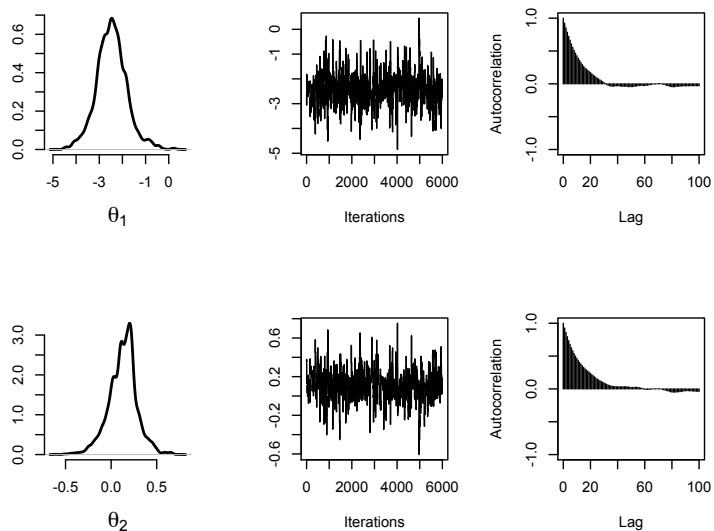 0.0 0.2 0.4 0.6
-5 -3 -1 0
θ1
-5 -3 0
0 2000 4000 6000
Iterations
Autocorrelation
-1.0 0.0 1.0
0 20 60 100
Lag
0.0 1.0 2.0 3.0
-0.5 0.0 0.5
θ2
-0.6 -0.2 0.2 0.6
0 2000 4000 6000
Iterations
Autocorrelation
-1.0 0.0 1.0
0 20 60 100
Lag